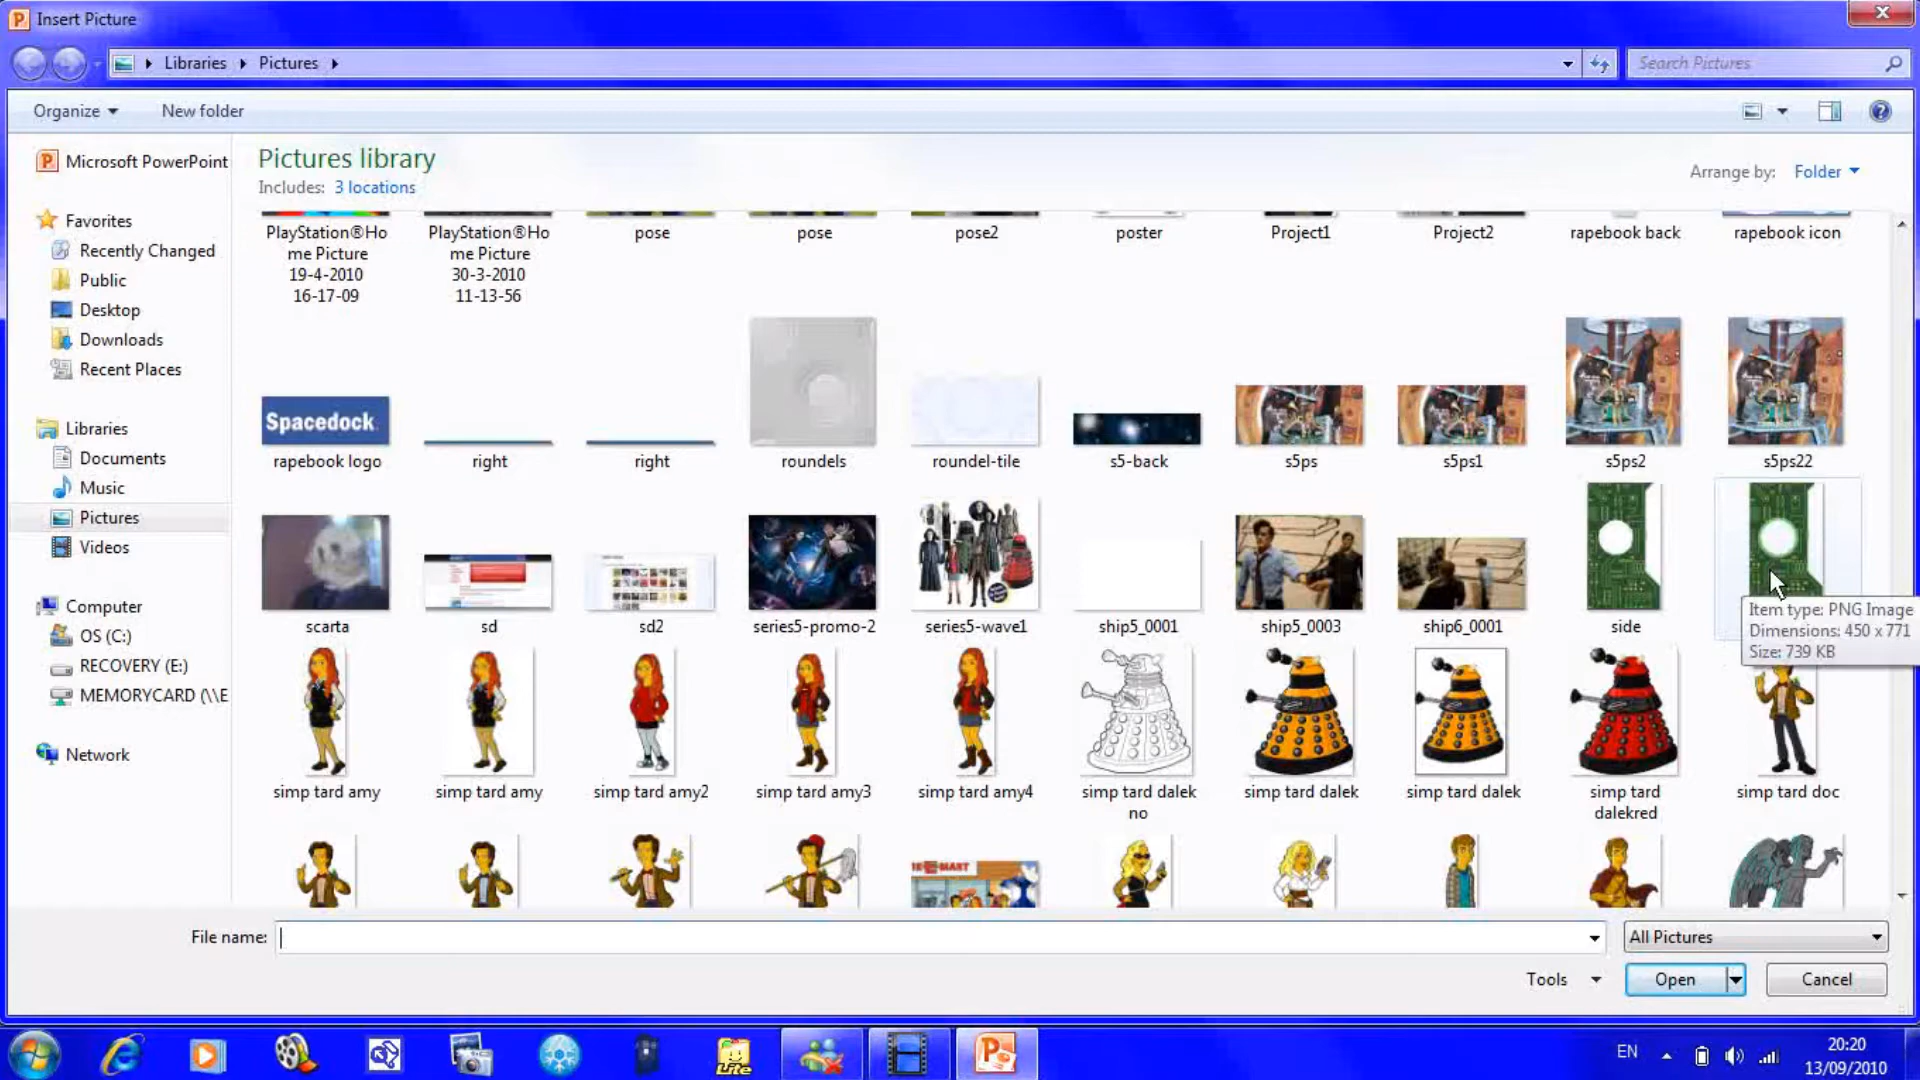 Insert Picture
Libraries
Pictures
Search Pictures
Organize
New folder
Microsoft PowerPoint
Favorites
Recently Changed
Public
Desktop
Downloads
Recent Places
Libraries
Documents
Music
Pictures
Videos
Computer
OS (C:)
RECOVERY (E:)
MEMORYCARD (\\E
Network
Pictures library
Includes: 3 locations
Arrange by: Folder
PlayStation®Ho
me Picture
19-4-2010
16-17-09
PlayStation®Ho
me Picture
30-3-2010
11-13-56
pose
pose
pose2
poster
Project1
Project2
rapebook back
rapebook icon
Spacedock
rapebook logo
right
right
roundels
roundel-tile
s5-back
s5ps
s5ps1
s5ps2
s5ps22
scarta
sd
sd2
series5-promo-2
series5-wave1
ship5_0001
ship5_0003
ship6_0001
side
Item type: PNG Image
Dimensions: 450 x 771
Size: 739 KB
simp tard amy
simp tard amy
simp tard amy2
simp tard amy3
simp tard amy4
simp tard dalek
no
simp tard dalek
simp tard dalek
simp tard
dalekred
simp tard doc
File name:
All Pictures
Tools
Open
Cancel
EN
20:20
13/09/2010